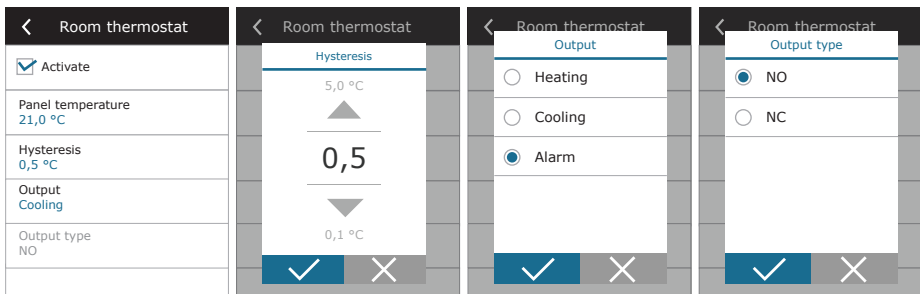 Room thermostat
Activate
Panel temperature
21,0 °C
Hysteresis
0,5 °C
Output
Cooling
Output type
NO
Room thermostat
Hysteresis
5,0 °C
0,5
0,1 °C
Room thermostat
Output
Heating
Cooling
Alarm
Room thermostat
Output type
NO
NC